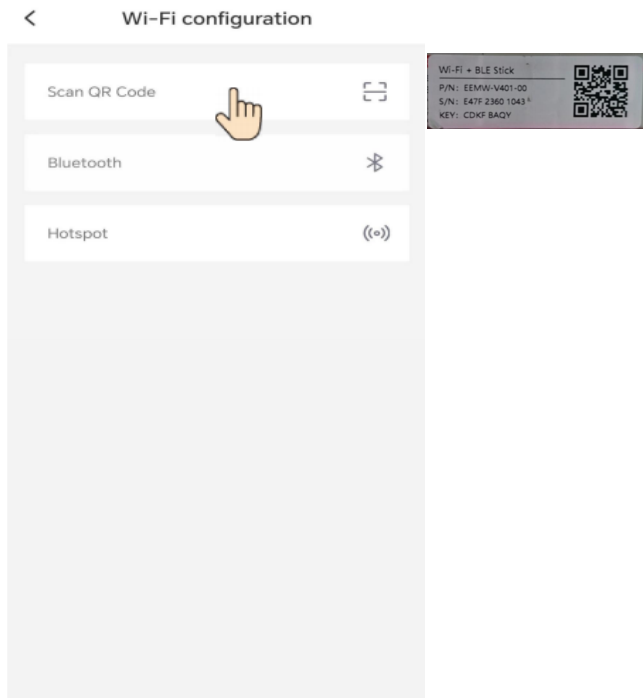 Wi-Fi configuration
Scan QR Code
Bluetooth
Hotspot
Wi-Fi + BLE Stick
P/N: EEMW-V401-00
S/N: E47F 2360 1043 6
KEY: CDKF BAQY